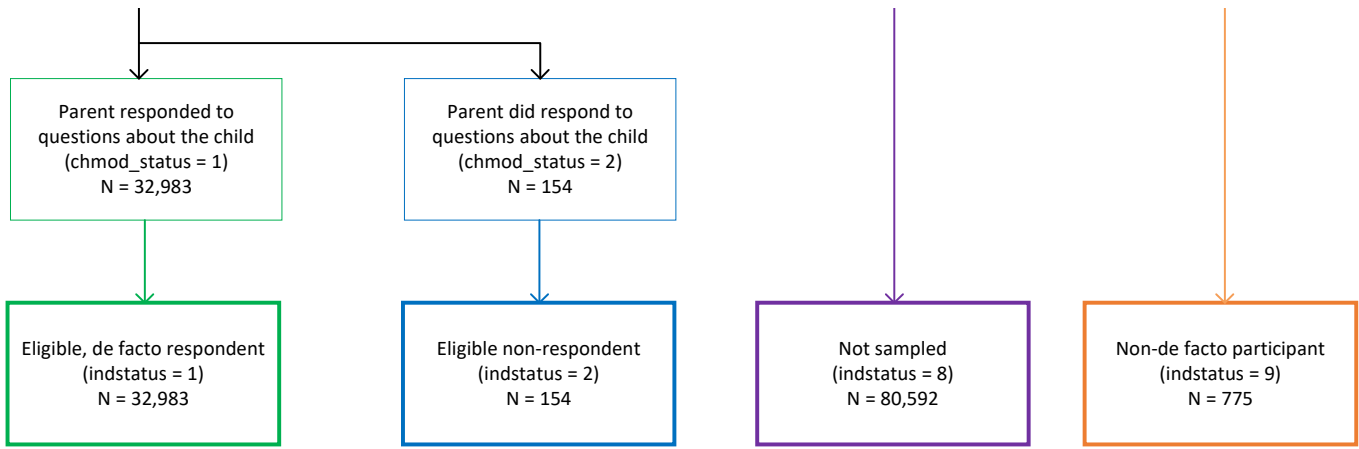 Parent responded to
questions about the child
(chmod_status = 1)
N = 32,983
Parent did respond to
questions about the child
(chmod_status = 2)
N = 154
Eligible, de facto respondent
(indstatus = 1)
N = 32,983
Eligible non-respondent
(indstatus = 2)
N = 154
Not sampled
(indstatus = 8)
N = 80,592
Non-de facto participant
(indstatus = 9)
N = 775